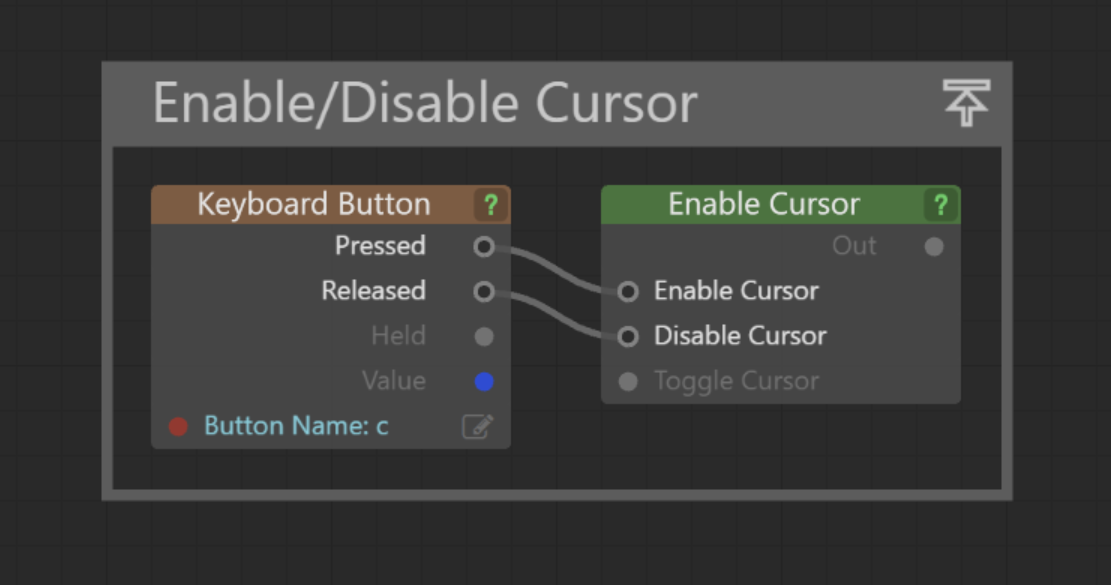 Enable/Disable Cursor
Keyboard Button ?
Pressed
Released
Held
Value
Button Name: c
Enable Cursor ?
Out
Enable Cursor
Disable Cursor
Toggle Cursor